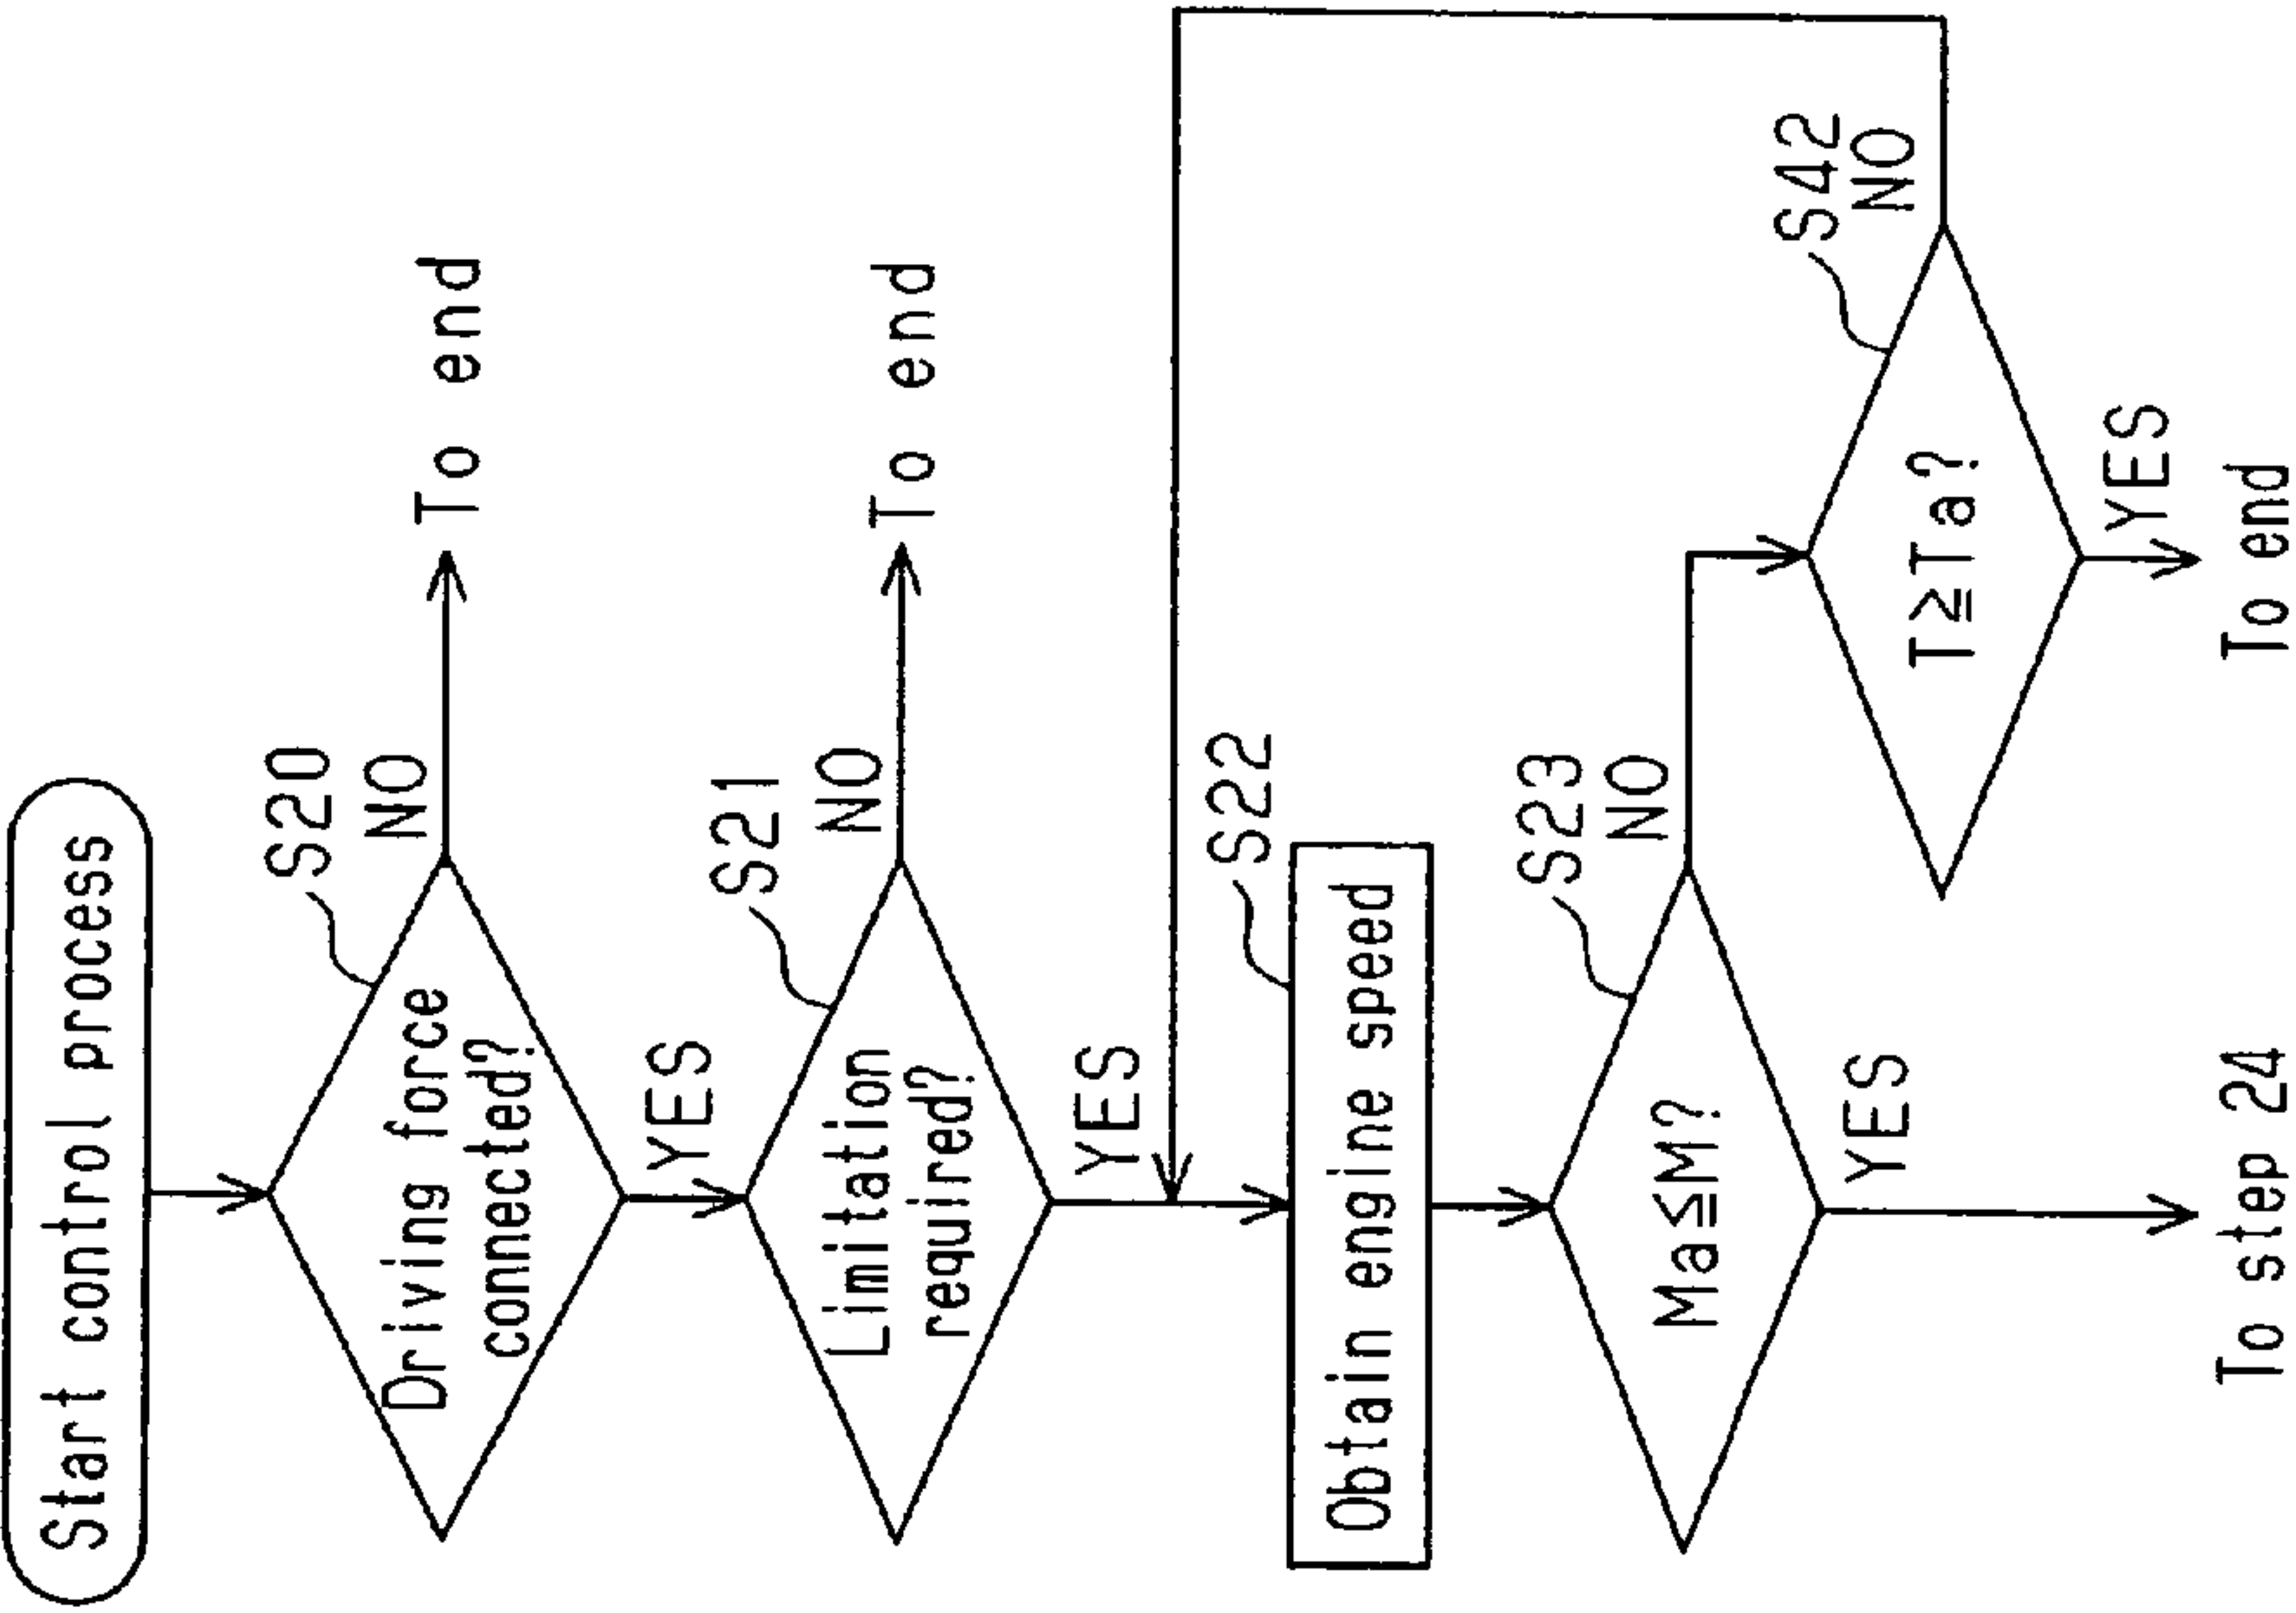 Start control process
S20
Driving force
connected?
NO
To end
YES
S21
Limitation
required?
NO
To end
YES
S22
Obtain engine speed
S23
Ma≦M?
NO
S42
NO
T≧Ta?
YES
YES
To step 24
To end